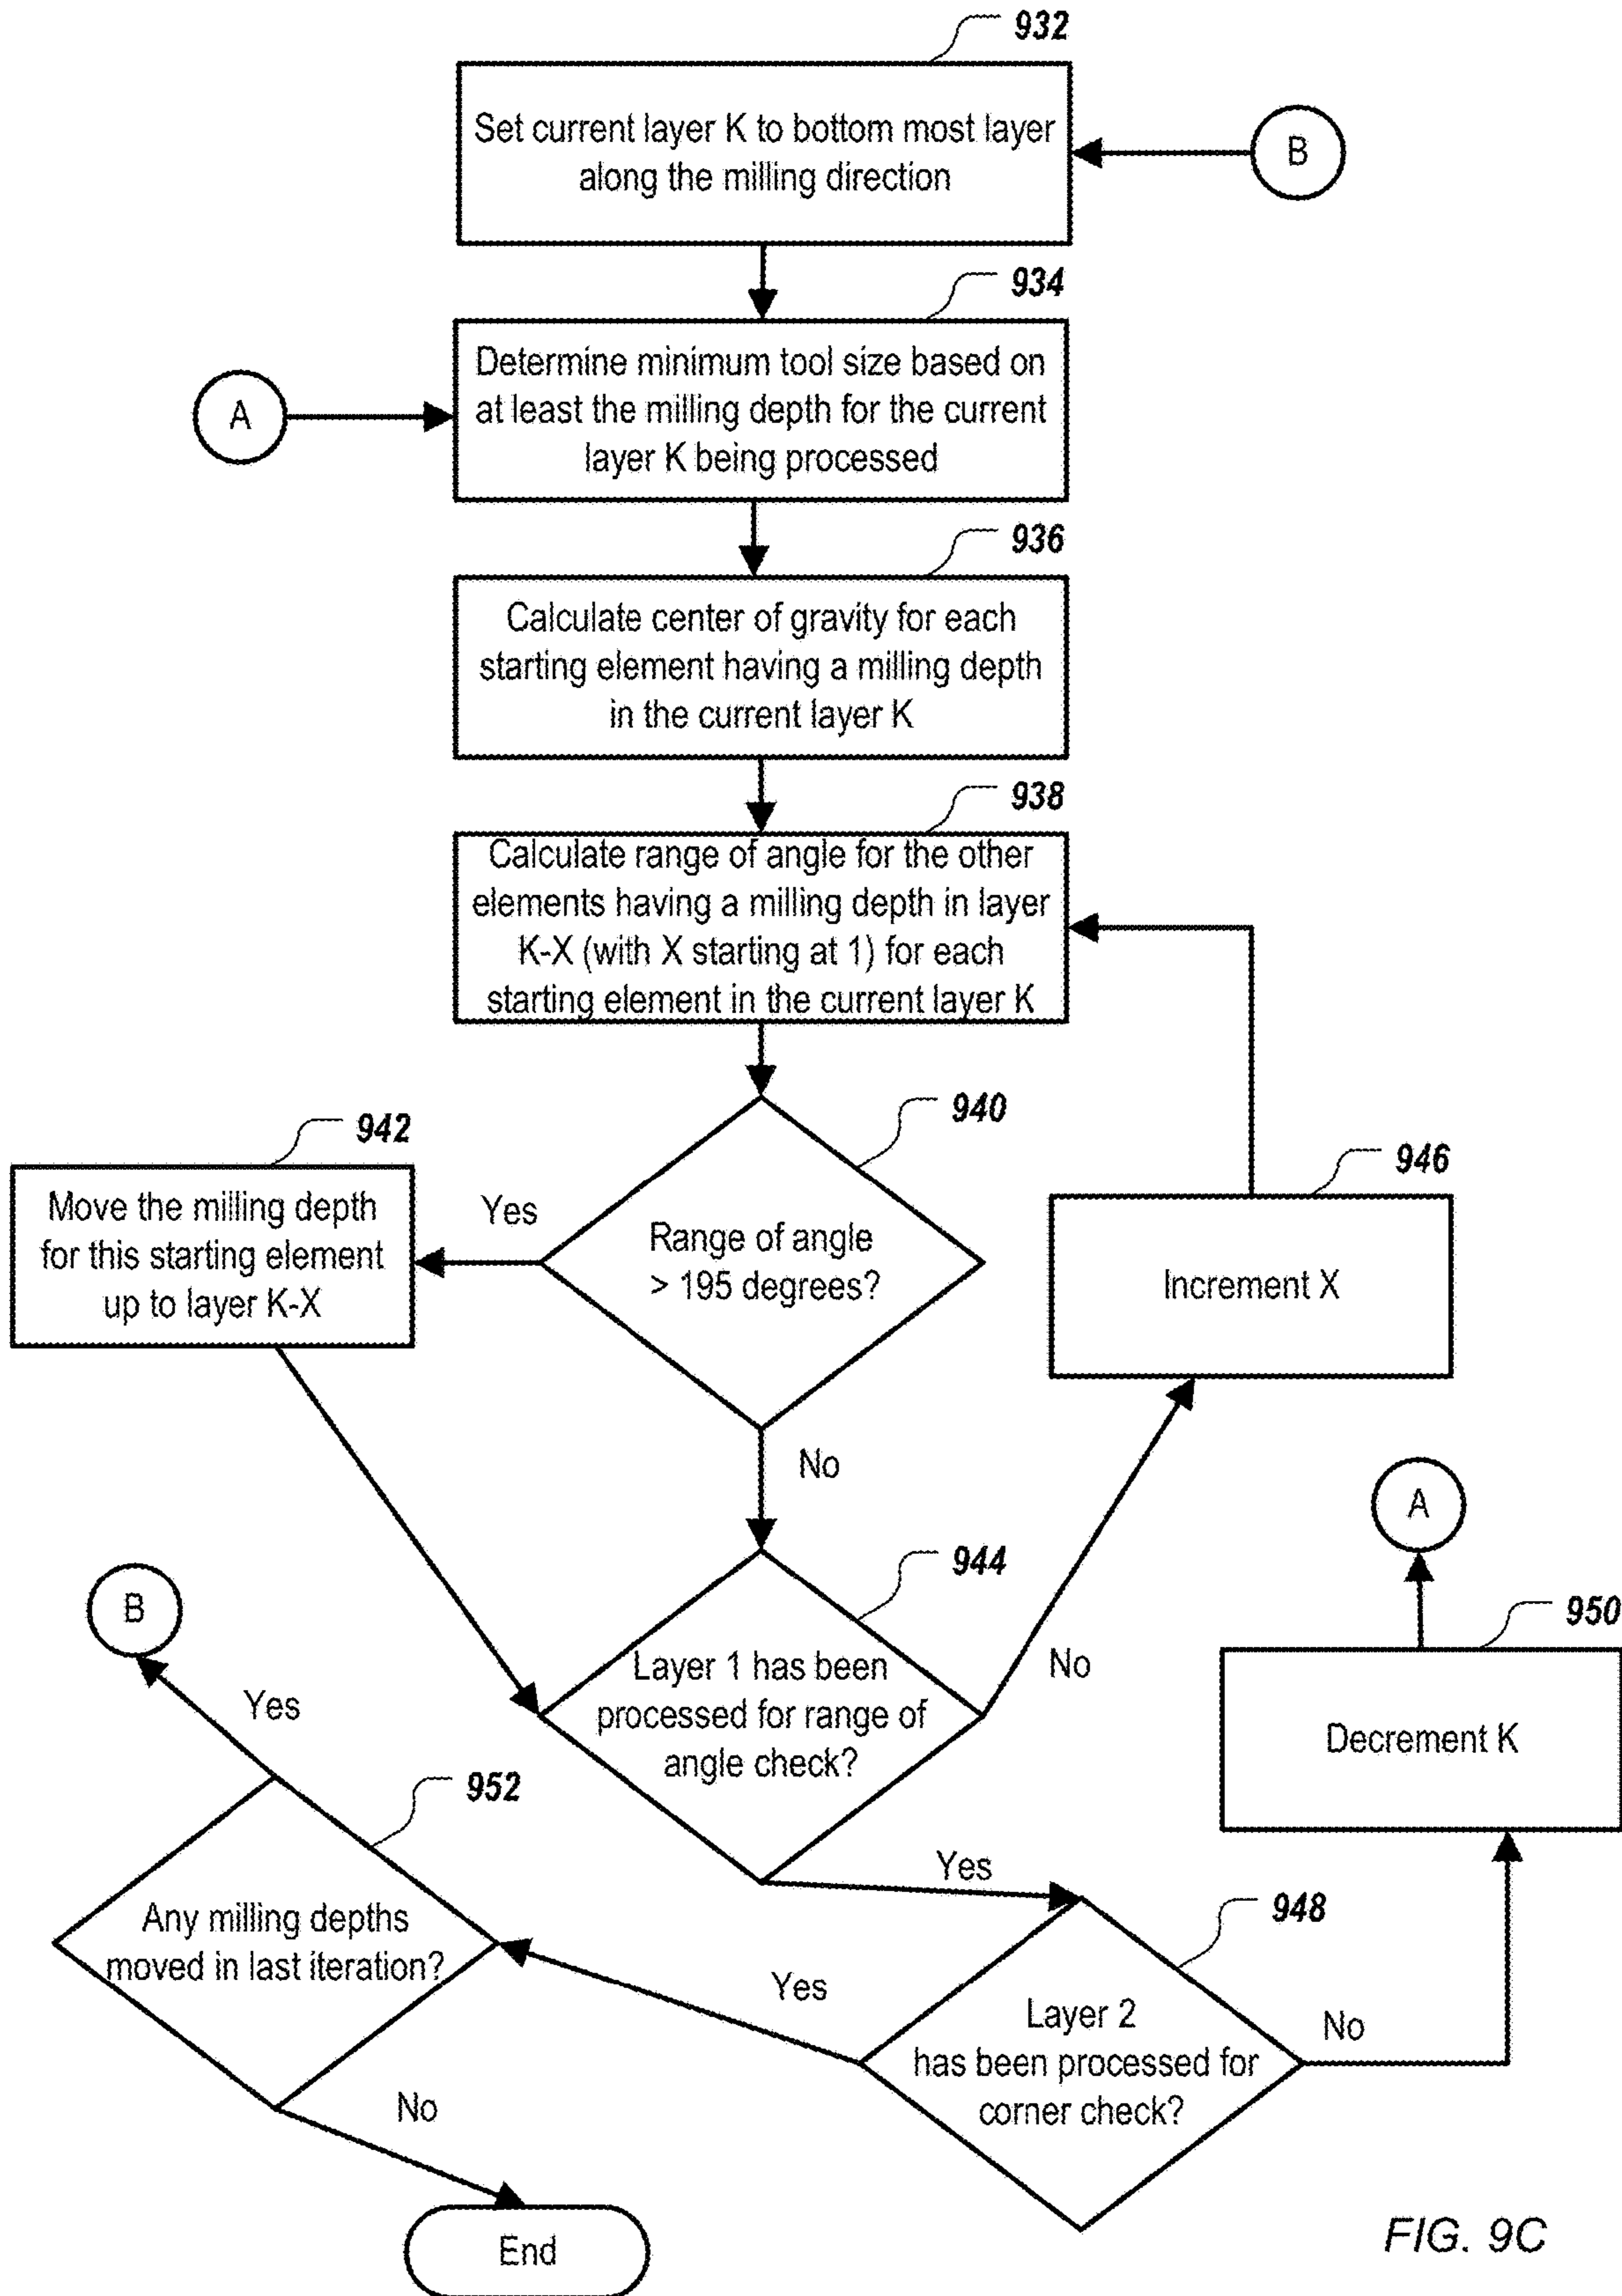 932
Set current layer K to bottom most layer
along the milling direction
B
934
Determine minimum tool size based on
at least the milling depth for the current
layer K being processed
A
936
Calculate center of gravity for each
starting element having a milling depth
in the current layer K
938
Calculate range of angle for the other
elements having a milling depth in layer
K-X (with X starting at 1) for each
starting element in the current layer K
940
Range of angle
> 195 degrees?
Yes
942
Move the milling depth
for this starting element
up to layer K-X
946
Increment X
No
944
Layer 1 has been
processed for range of
angle check?
No
A
950
Decrement K
B
Yes
952
Any milling depths
moved in last iteration?
Yes
948
Layer 2
has been processed for
corner check?
Yes
No
No
End
FIG. 9C